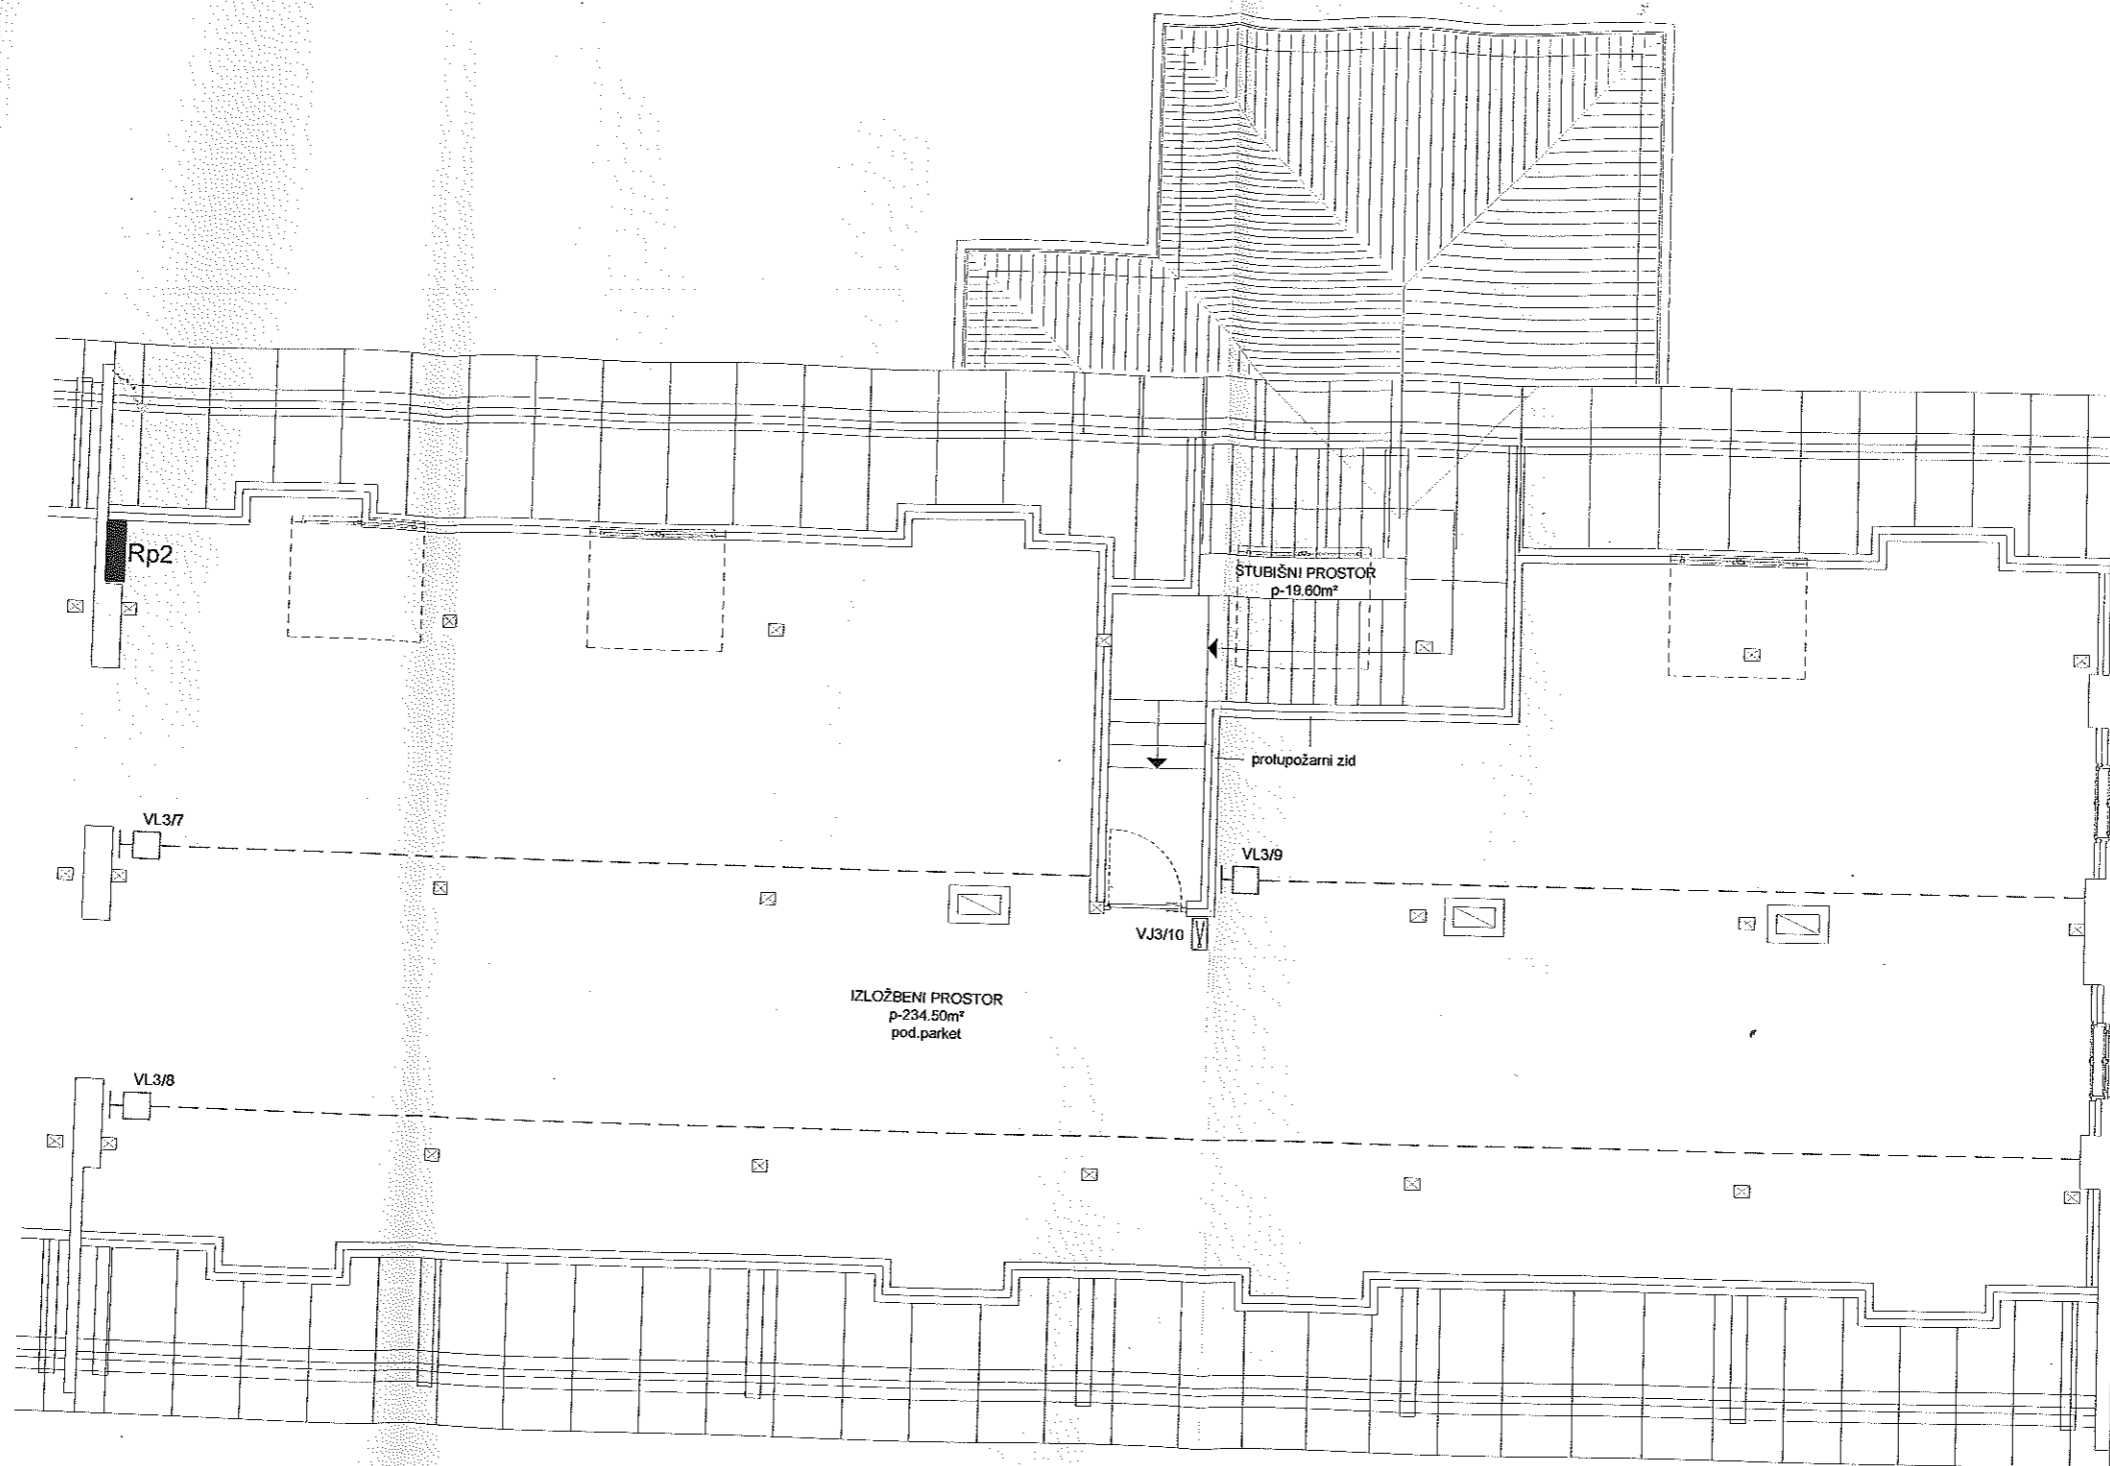 Rp2
STUBIŠNI PROSTOR
p-19.60m²
protupožarni zid
VL3/7
VL3/9
VJ3/10
IZLOŽBENI PROSTOR
p-234.50m²
pod.parket
VL3/8